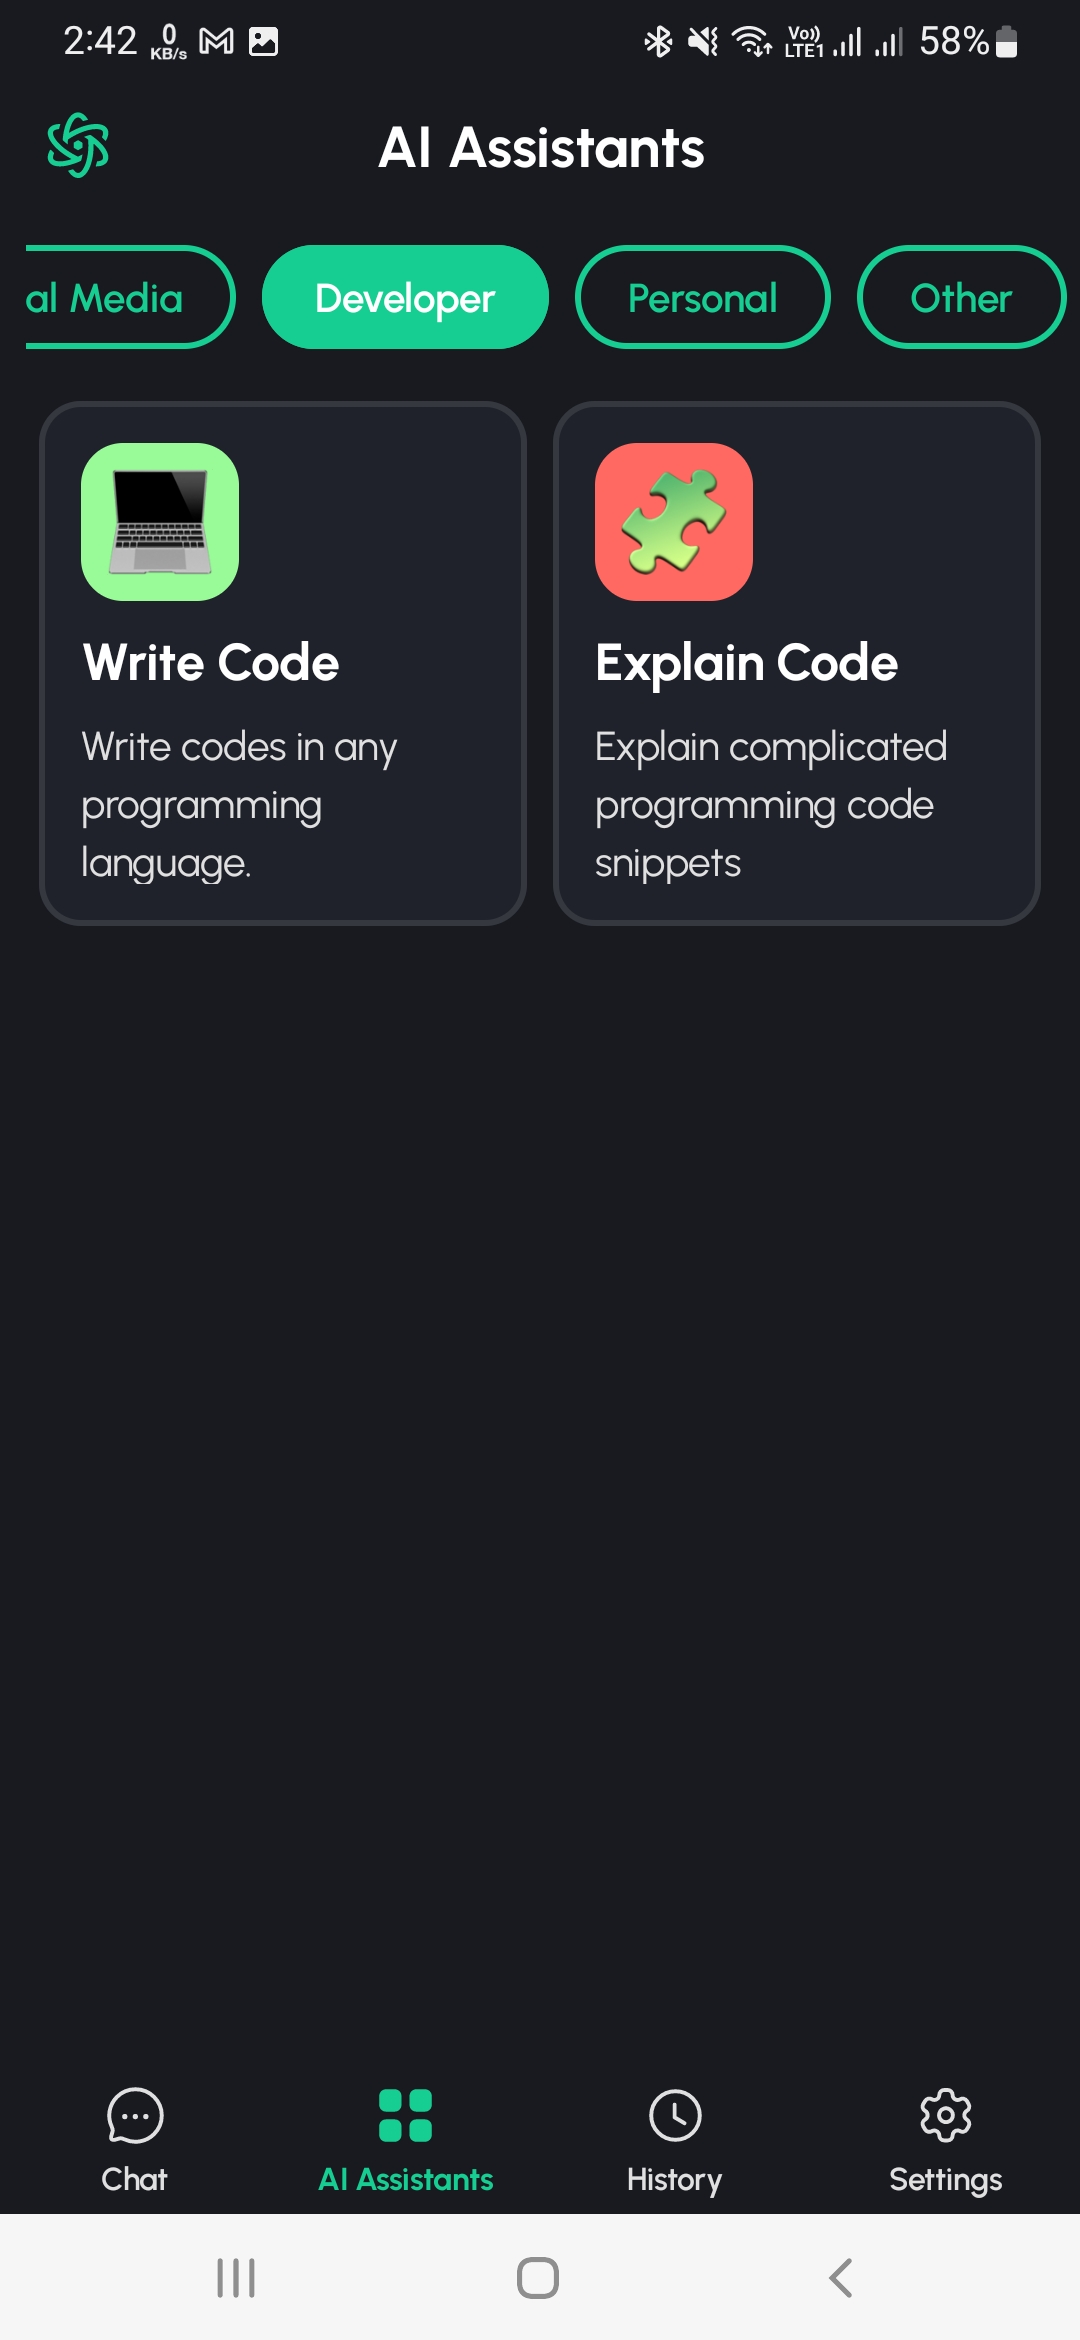 2:42 0 KB/s Vo)) LTE1 58%
AI Assistants
al Media Developer Personal Other
Write Code
Write codes in any
programming
language.
Explain Code
Explain complicated
programming code
snippets
Chat AI Assistants History Settings